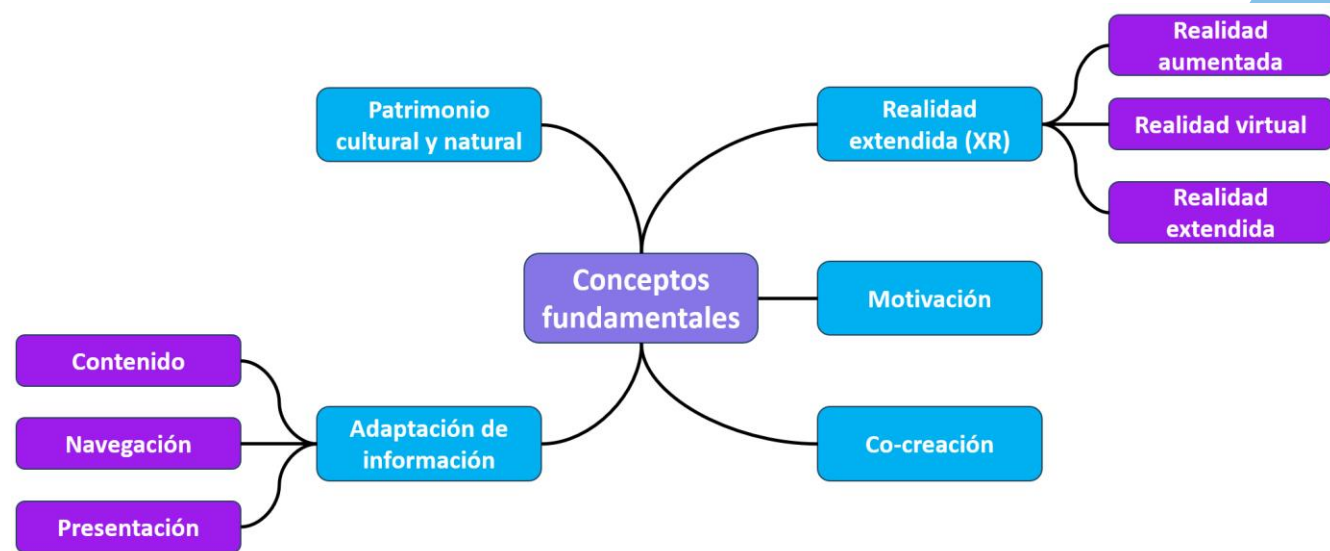 Realidad
aumentada
Patrimonio
cultural y natural
Realidad
extendida (XR)
Realidad virtual
Realidad
extendida
Conceptos
fundamentales
Motivación
Contenido
Navegación
Presentación
Adaptación de
información
Co-creación